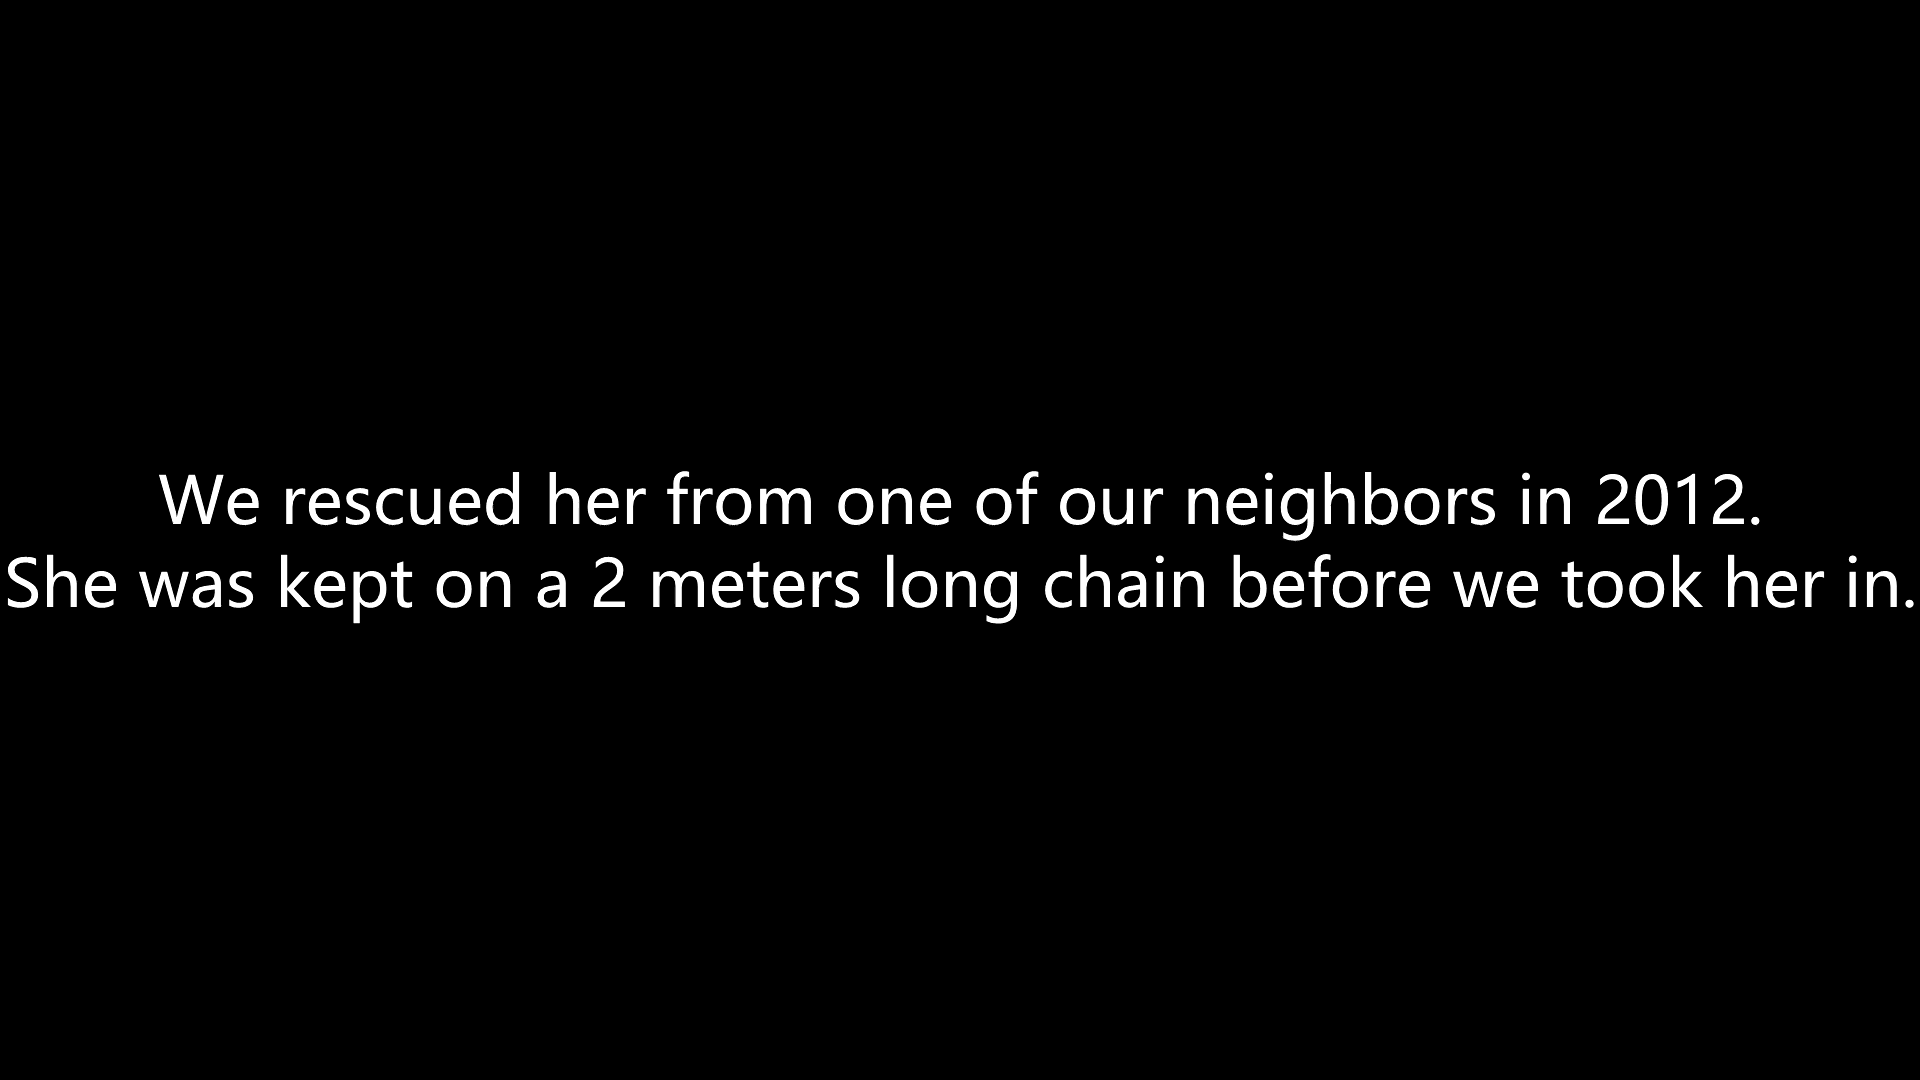 We rescued her from one of our neighbors in 2012.
She was kept on a 2 meters long chain before we took her in.